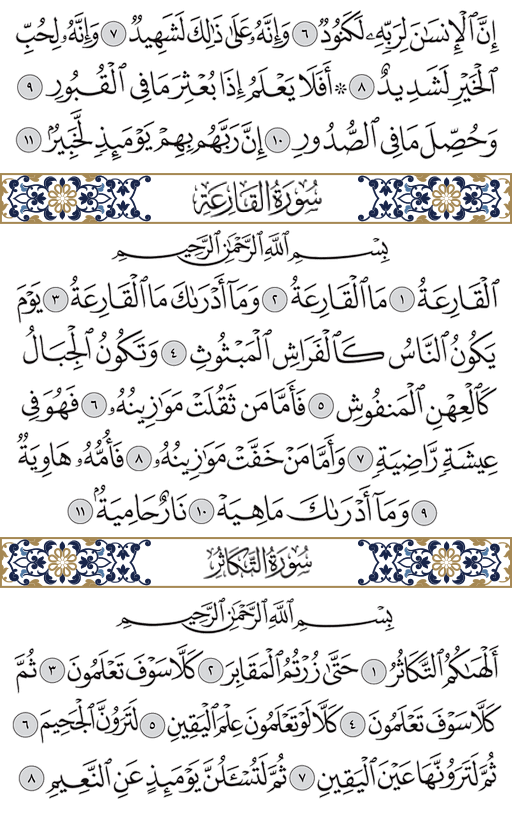 إِنَّ ٱلْإِنسَٰنَ لِرَبِّهِۦ لَكَنُودٌ ٦ وَإِنَّهُۥ عَلَىٰ ذَٰلِكَ لَشَهِيدٌ ٧ وَإِنَّهُۥ لِحُبِّ
ٱلْخَيْرِ لَشَدِيدٌ ٨ ۞ أَفَلَا يَعْلَمُ إِذَا بُعْثِرَ مَا فِى ٱلْقُبُورِ ٩
وَحُصِّلَ مَا فِى ٱلصُّدُورِ ١٠ إِنَّ رَبَّهُم بِهِمْ يَوْمَئِذٍ لَّخَبِيرٌۢ ١١
سُورَةُ القَارِعَةِ
بِسْمِ ٱللَّهِ ٱلرَّحْمَٰنِ ٱلرَّحِيمِ
ٱلْقَارِعَةُ ١ مَا ٱلْقَارِعَةُ ٢ وَمَآ أَدْرَىٰكَ مَا ٱلْقَارِعَةُ ٣ يَوْمَ
يَكُونُ ٱلنَّاسُ كَٱلْفَرَاشِ ٱلْمَبْثُوثِ ٤ وَتَكُونُ ٱلْجِبَالُ
كَٱلْعِهْنِ ٱلْمَنفُوشِ ٥ فَأَمَّا مَن ثَقُلَتْ مَوَٰزِينُهُۥ ٦ فَهُوَ فِى
عِيشَةٍ رَّاضِيَةٍ ٧ وَأَمَّا مَنْ خَفَّتْ مَوَٰزِينُهُۥ ٨ فَأُمُّهُۥ هَاوِيَةٌ
٩ وَمَآ أَدْرَىٰكَ مَا هِيَهْ ١٠ نَارٌ حَامِيَةٌۢ ١١
سُورَةُ التَّكَاثُرِ
بِسْمِ ٱللَّهِ ٱلرَّحْمَٰنِ ٱلرَّحِيمِ
أَلْهَىٰكُمُ ٱلتَّكَاثُرُ ١ حَتَّىٰ زُرْتُمُ ٱلْمَقَابِرَ ٢ كَلَّا سَوْفَ تَعْلَمُونَ ٣ ثُمَّ
كَلَّا سَوْفَ تَعْلَمُونَ ٤ كَلَّا لَوْ تَعْلَمُونَ عِلْمَ ٱلْيَقِينِ ٥ لَتَرَوُنَّ ٱلْجَحِيمَ ٦
ثُمَّ لَتَرَوُنَّهَا عَيْنَ ٱلْيَقِينِ ٧ ثُمَّ لَتُسْـَٔلُنَّ يَوْمَئِذٍ عَنِ ٱلنَّعِيمِ ٨